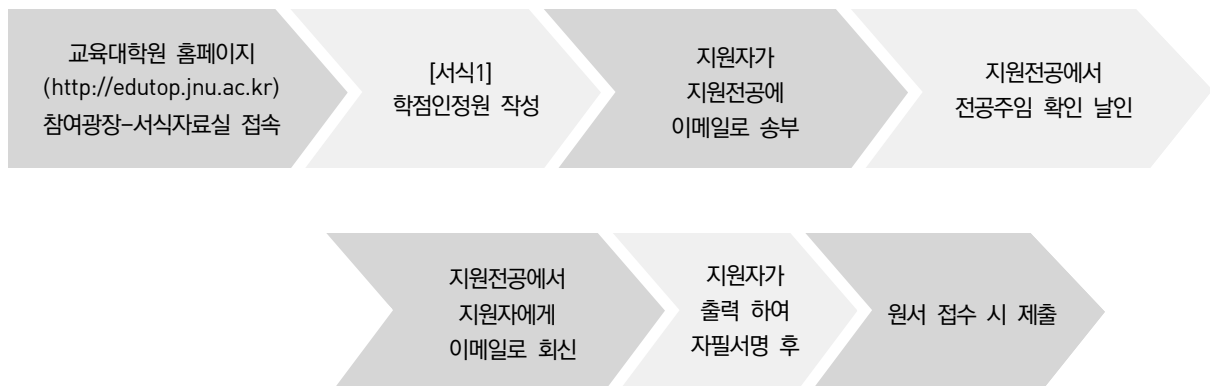 교육대학원 홈페이지
(http://edutop.jnu.ac.kr)
참여광장-서식자료실 접속
[서식1]
학점인정원 작성
지원자가
지원전공에
이메일로 송부
지원전공에서
전공주임 확인 날인
지원전공에서
지원자에게
이메일로 회신
지원자가
출력 하여
자필서명 후
원서 접수 시 제출